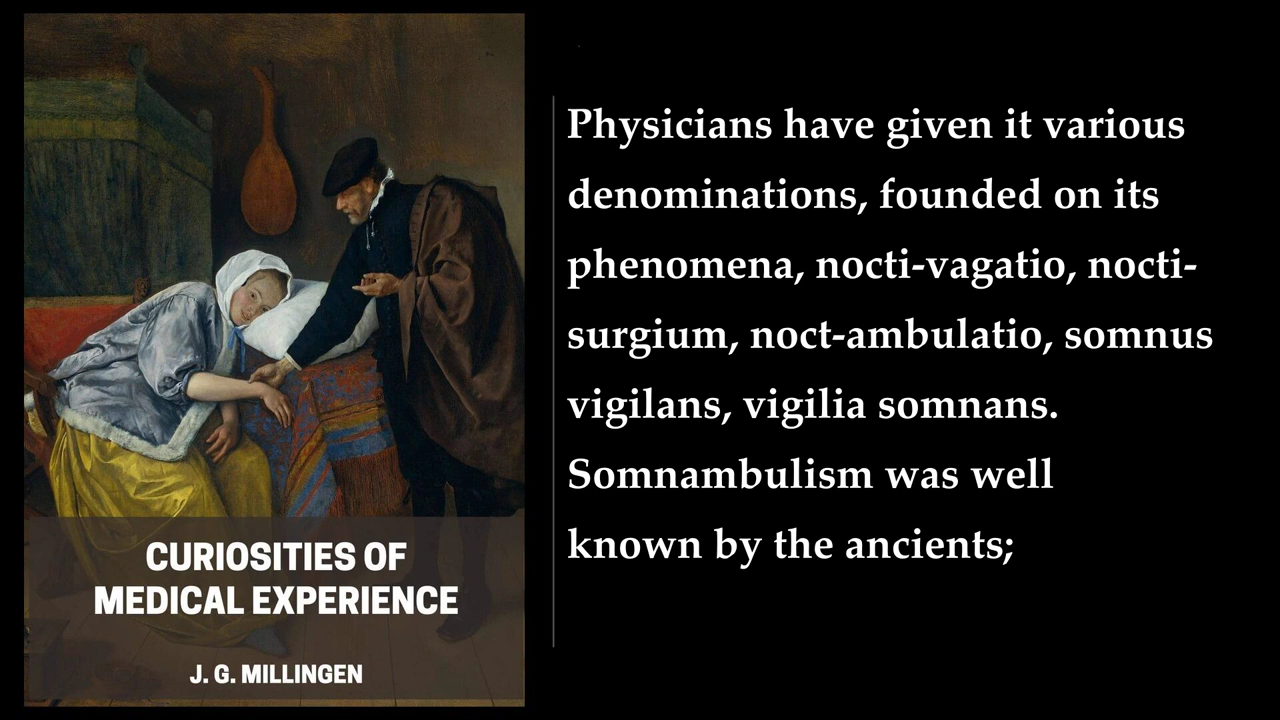 CURIOSITIES OF
MEDICAL EXPERIENCE
J. G. MILLINGEN
Physicians have given it various
denominations, founded on its
phenomena, nocti-vagatio, nocti-
surgium, noct-ambulatio, somnus
vigilans, vigilia somnans.
Somnambulism was well
known by the ancients;